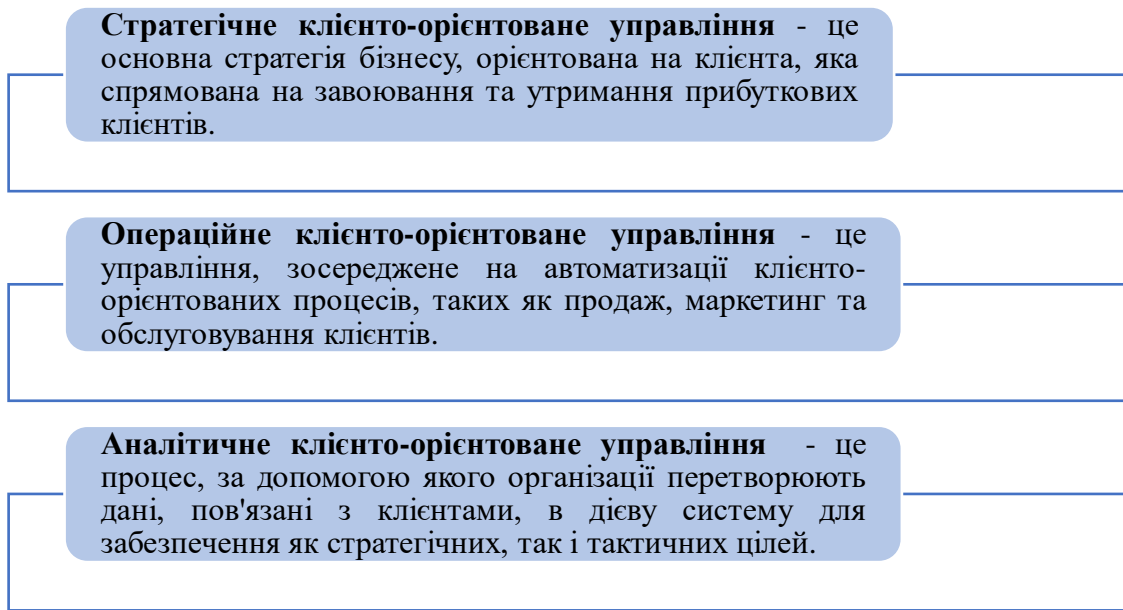 Стратегічне клієнто-орієнтоване управління - це
основна стратегія бізнесу, орієнтована на клієнта, яка
спрямована на завоювання та утримання прибуткових
клієнтів.
Операційне клієнто-орієнтоване управління - це
управління, зосереджене на автоматизації клієнто-
орієнтованих процесів, таких як продаж, маркетинг та
обслуговування клієнтів.
Аналітичне клієнто-орієнтоване управління - це
процес, за допомогою якого організації перетворюють
дані, пов'язані з клієнтами, в дієву систему для
забезпечення як стратегічних, так і тактичних цілей.